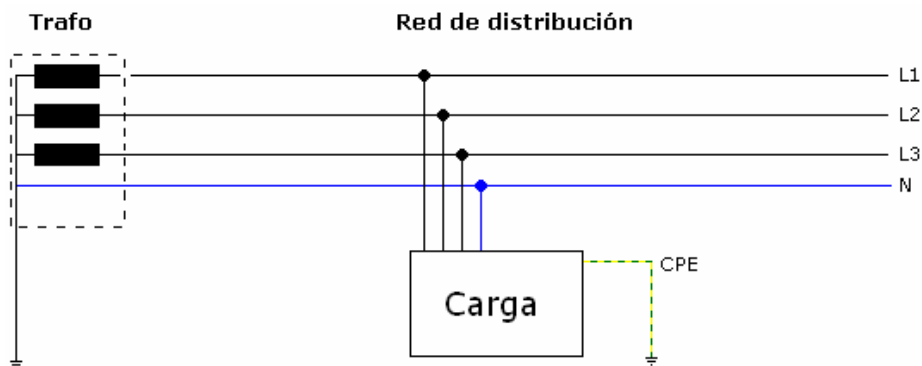 Trafo
Red de distribución
L1
L2
L3
N
CPE
Carga